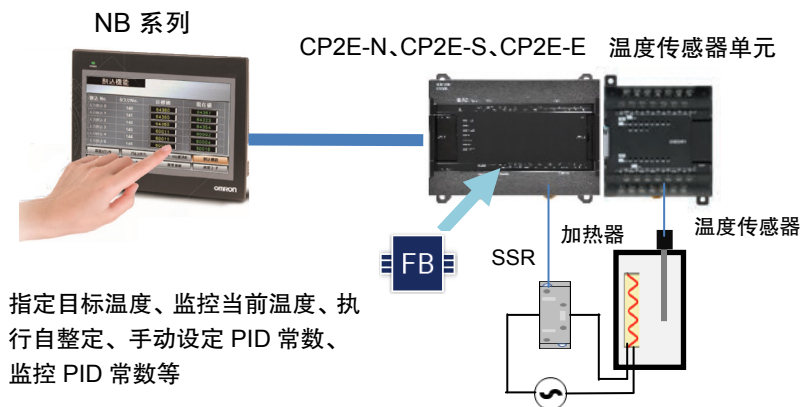 NB 系列
CP2E-N、CP2E-S、CP2E-E
温度传感器单元
OMRON
FB
SSR
加热器
温度传感器
指定目标温度、监控当前温度、执
行自整定、手动设定 PID 常数、
监控 PID 常数等